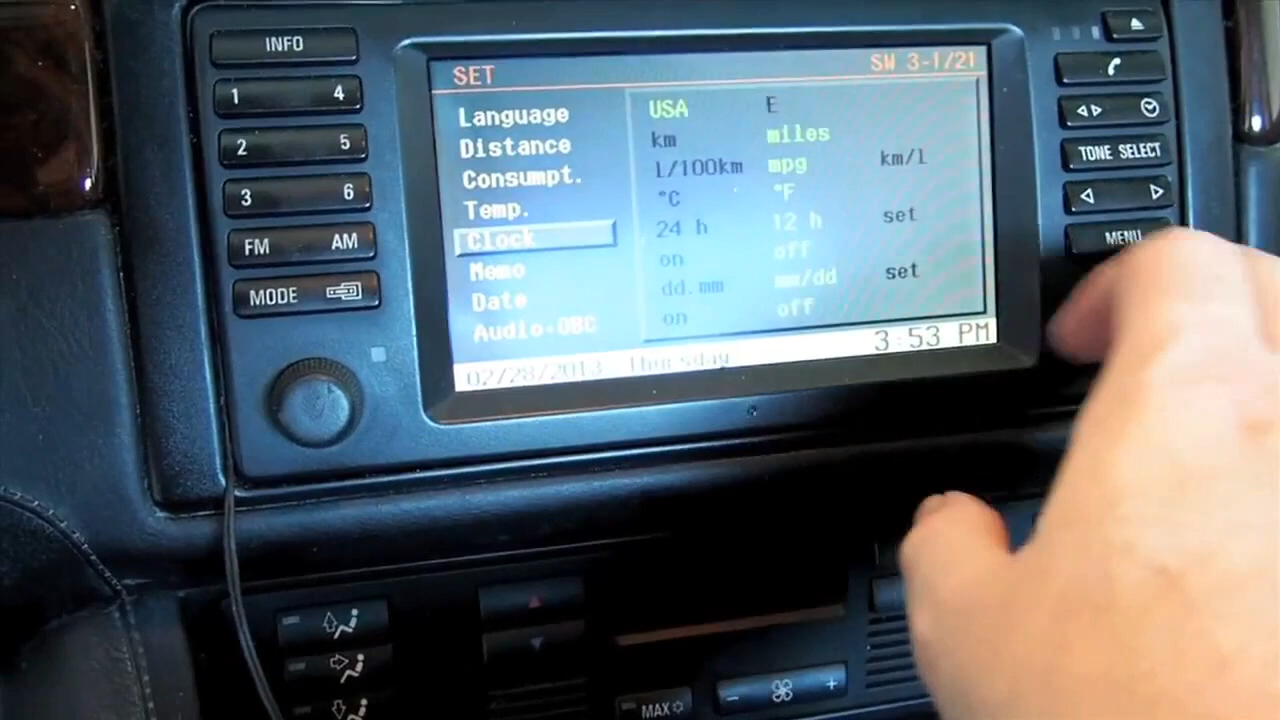 INFO
1 4
2 5
3 6
FM AM
MODE
SET SW 3-1/21
Language USA E
Distance km miles
Consumpt. l/100km mpg km/l
Temp. °C °F
Clock 24 h 12 h set
Memo on off
Date dd.mm mm/dd set
Audio+OBC on off
02/28/2013 Thursday 3:53 PM
TONE SELECT
MENU
MAX
- +